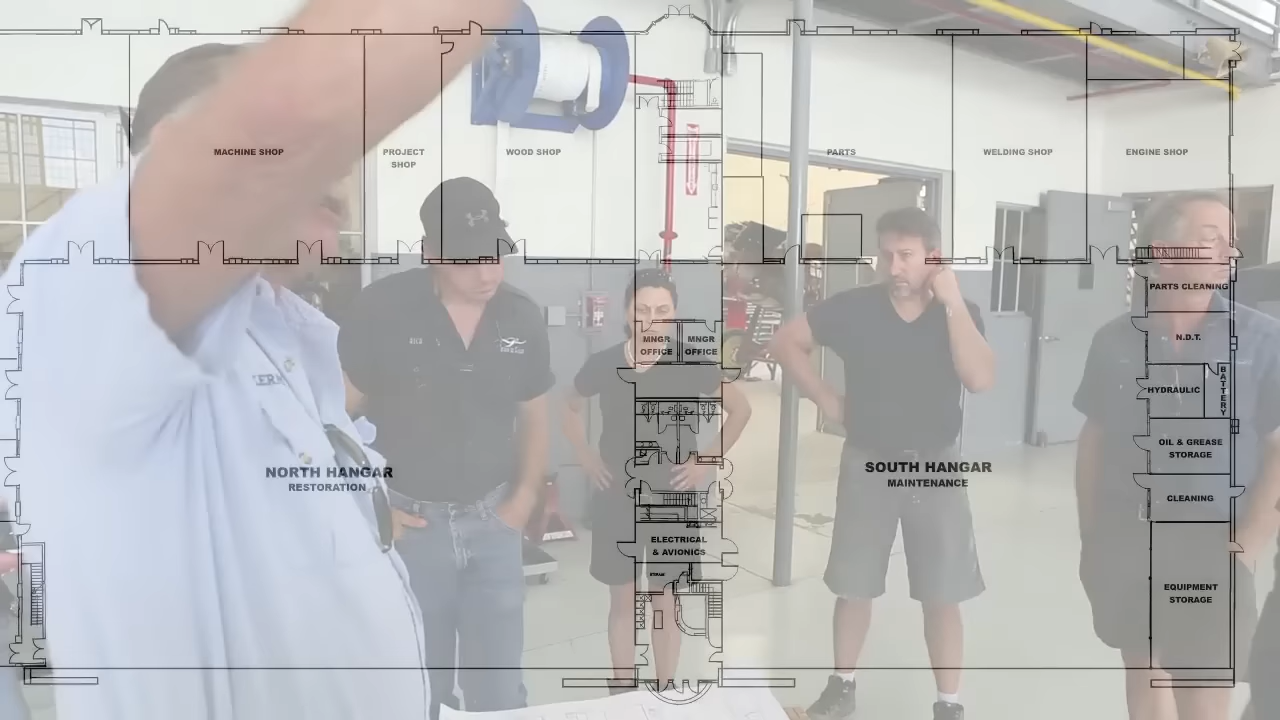 MACHINE SHOP
PROJECT
SHOP
WOOD SHOP
PARTS
WELDING SHOP
ENGINE SHOP
PARTS CLEANING
MNGR
OFFICE
MNGR
OFFICE
N.D.T.
HYDRAULIC
BATTERY
OIL & GREASE
STORAGE
NORTH HANGAR
RESTORATION
SOUTH HANGAR
MAINTENANCE
CLEANING
ELECTRICAL
& AVIONICS
EQUIPMENT
STORAGE